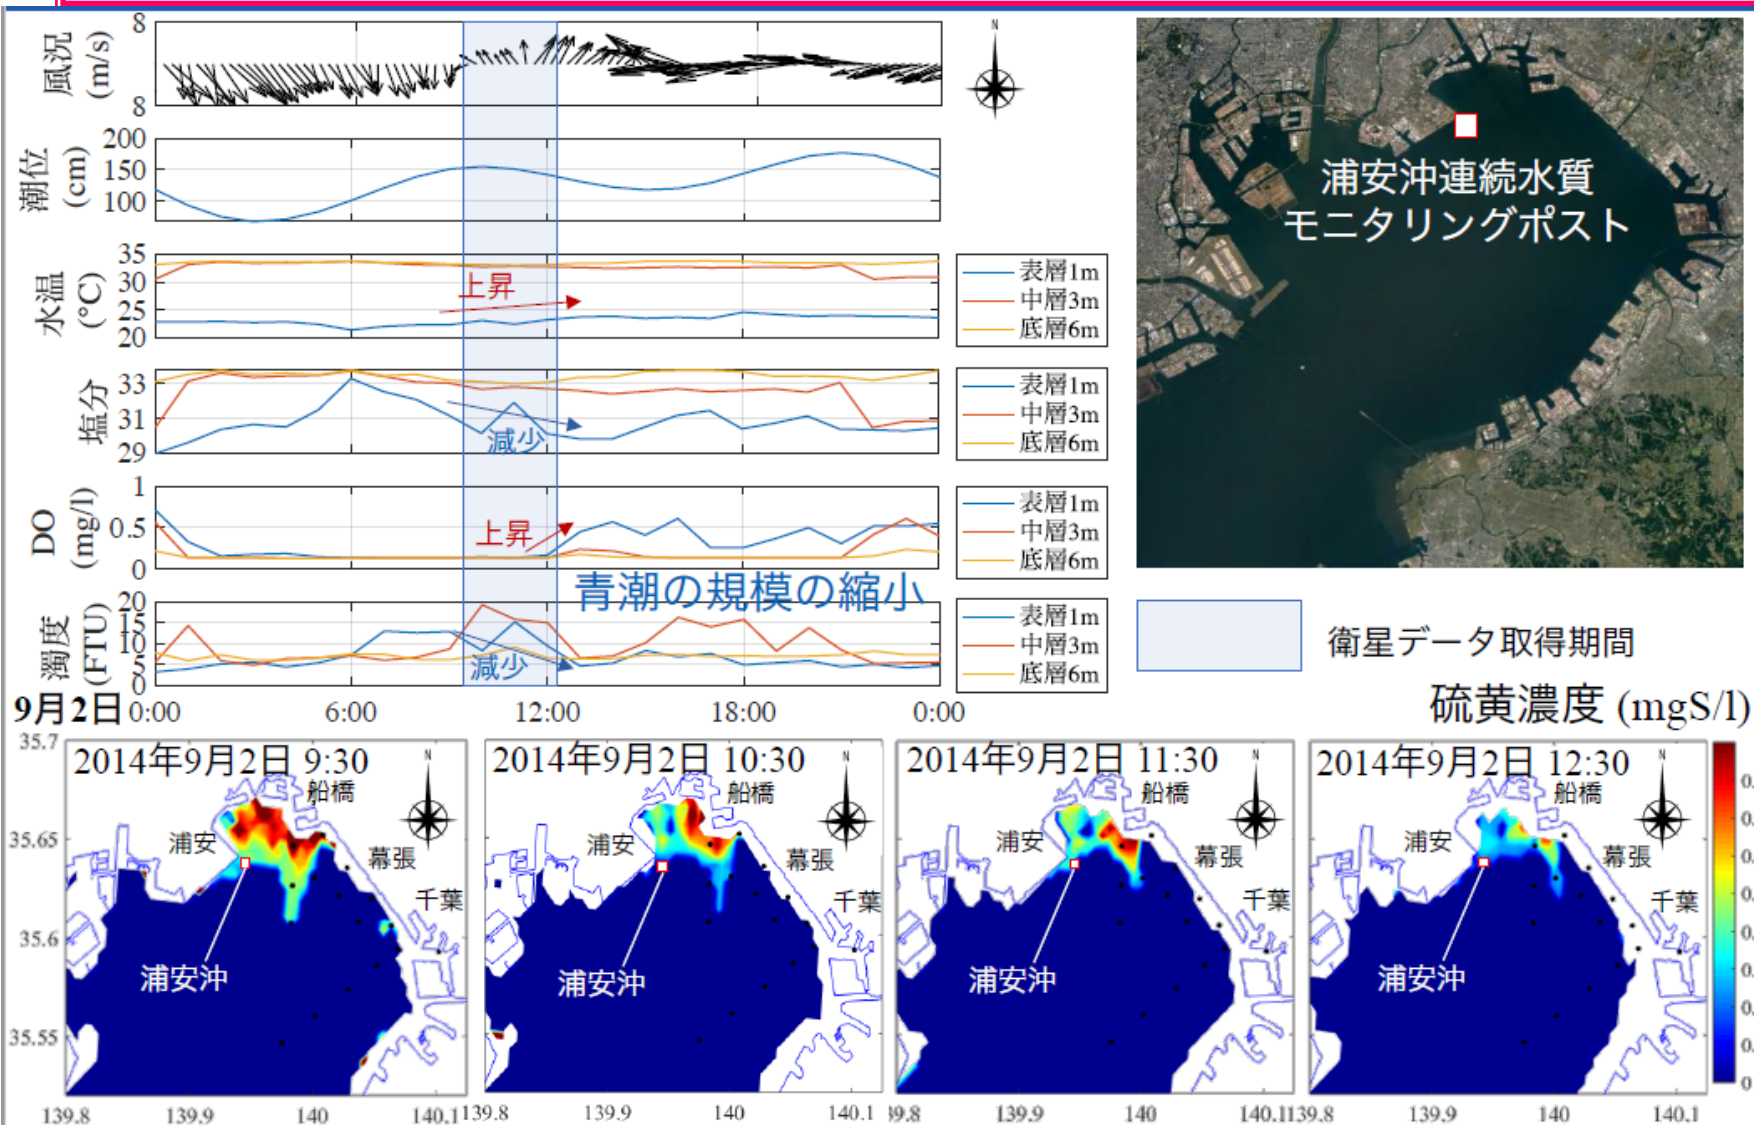 8
風況
(m/s)
8
N
200
潮位
(cm)
150
100
35
水温
(°C)
30
25
20
上昇
表層1m
中層3m
底層6m
塩分
33
31
29
減少
表層1m
中層3m
底層6m
DO
(mg/l)
1
0.5
0
上昇
表層1m
中層3m
底層6m
青潮の規模の縮小
濁度
(FTU)
20
15
10
5
0
減少
表層1m
中層3m
底層6m
9月2日 0:00 6:00 12:00 18:00 0:00
浦安沖連続水質
モニタリングポスト
衛星データ取得期間
硫黄濃度 (mgS/l)
35.7
35.65
35.6
35.55
2014年9月2日 9:30
N
船橋
浦安
幕張
千葉
浦安沖
139.8 139.9 140 140.1
2014年9月2日 10:30
N
船橋
浦安
幕張
千葉
浦安沖
139.8 139.9 140 140.1
2014年9月2日 11:30
N
船橋
浦安
幕張
千葉
浦安沖
39.8 139.9 140 140.1
2014年9月2日 12:30
N
船橋
浦安
幕張
千葉
浦安沖
139.8 139.9 140 140.1
0.
0.
0.
0.
0.
0.
0.
0.
0